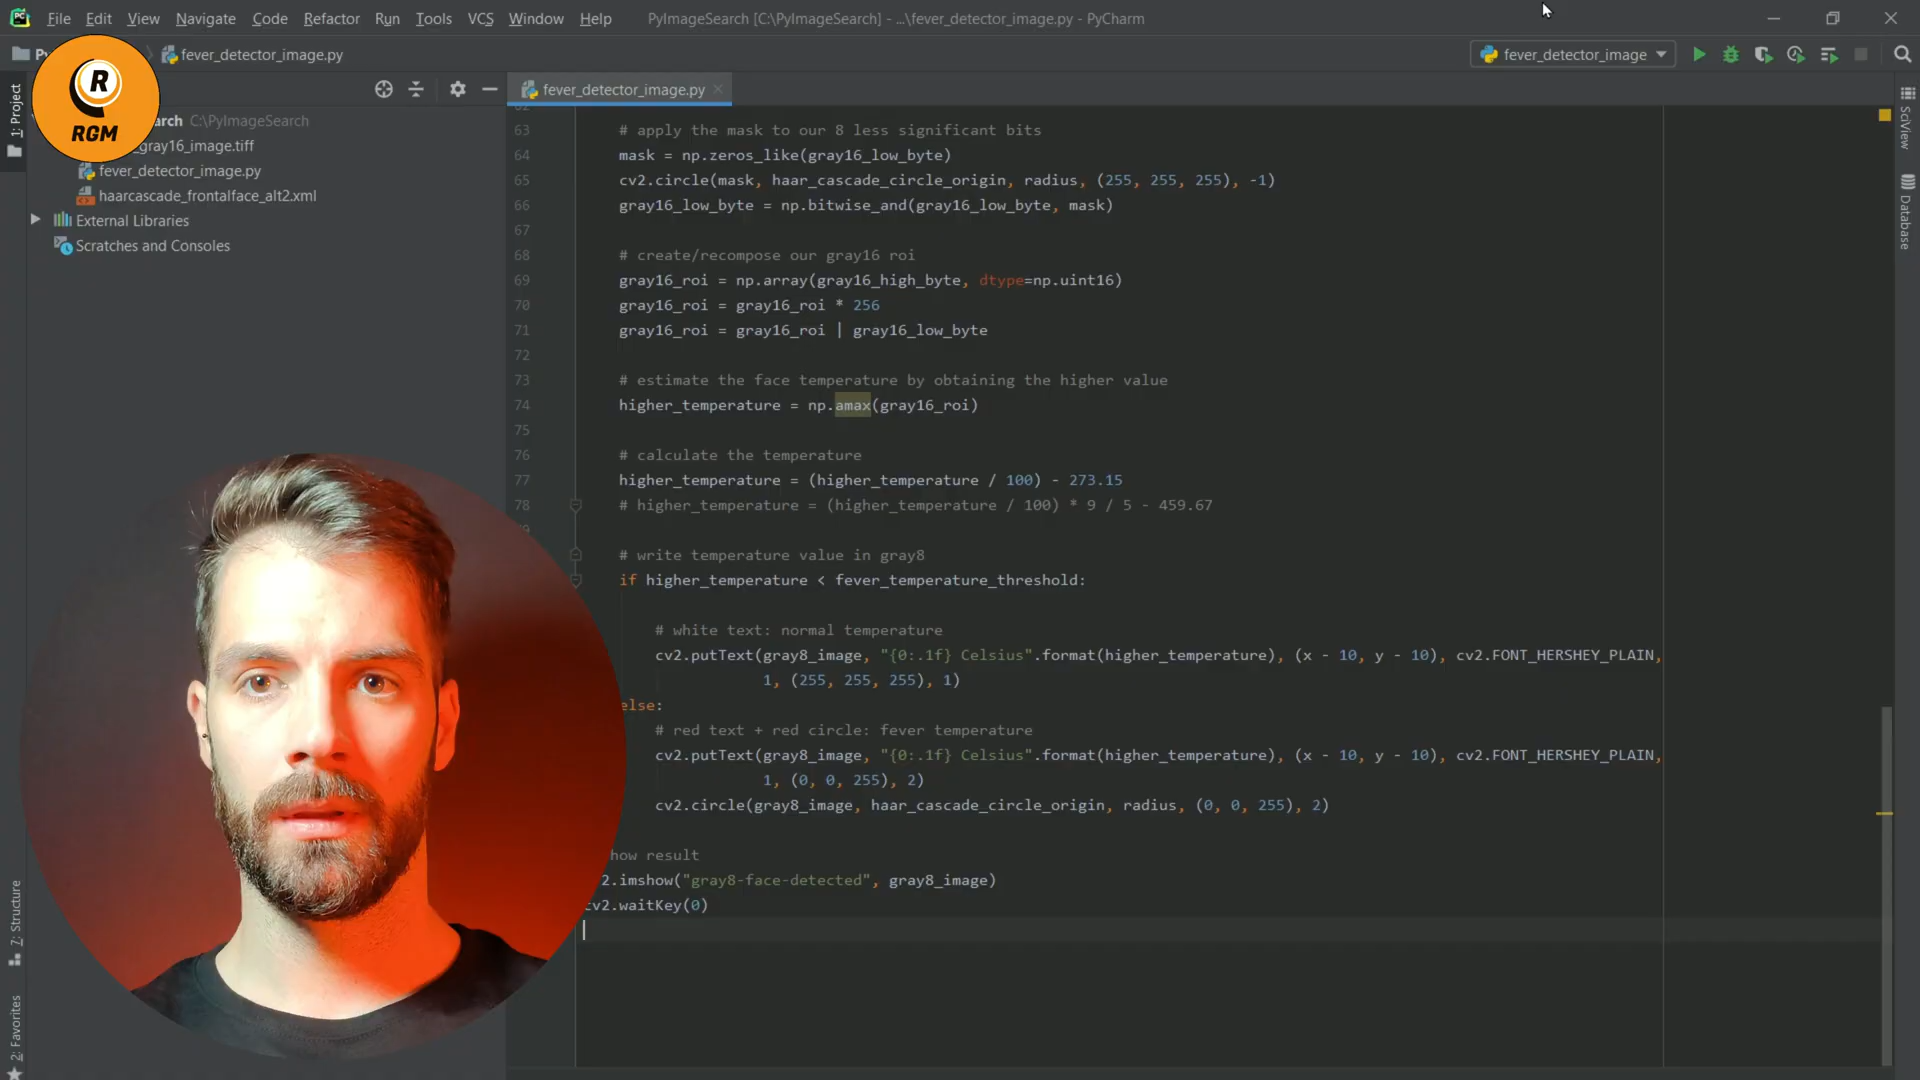 File Edit View Navigate Code Refactor Run Tools VCS Window Help PyImageSearch [C:\PyImageSearch] - ...\fever_detector_image.py - PyCharm
fever_detector_image.py
fever_detector_image
R
RGM
1: Project
C:\PyImageSearch
gray16_image.tiff
fever_detector_image.py
haarcascade_frontalface_alt2.xml
External Libraries
Scratches and Consoles
7: Structure
2: Favorites
fever_detector_image.py
63 # apply the mask to our 8 less significant bits
64 mask = np.zeros_like(gray16_low_byte)
65 cv2.circle(mask, haar_cascade_circle_origin, radius, (255, 255, 255), -1)
66 gray16_low_byte = np.bitwise_and(gray16_low_byte, mask)
67
68 # create/recompose our gray16 roi
69 gray16_roi = np.array(gray16_high_byte, dtype=np.uint16)
70 gray16_roi = gray16_roi * 256
71 gray16_roi = gray16_roi | gray16_low_byte
72
73 # estimate the face temperature by obtaining the higher value
74 higher_temperature = np.amax(gray16_roi)
75
76 # calculate the temperature
77 higher_temperature = (higher_temperature / 100) - 273.15
78 # higher_temperature = (higher_temperature / 100) * 9 / 5 - 459.67
# write temperature value in gray8
if higher_temperature < fever_temperature_threshold:
# white text: normal temperature
cv2.putText(gray8_image, "{0:.1f} Celsius".format(higher_temperature), (x - 10, y - 10), cv2.FONT_HERSHEY_PLAIN,
1, (255, 255, 255), 1)
else:
# red text + red circle: fever temperature
cv2.putText(gray8_image, "{0:.1f} Celsius".format(higher_temperature), (x - 10, y - 10), cv2.FONT_HERSHEY_PLAIN,
1, (0, 0, 255), 2)
cv2.circle(gray8_image, haar_cascade_circle_origin, radius, (0, 0, 255), 2)
how result
2.imshow("gray8-face-detected", gray8_image)
cv2.waitKey(0)
SciView
Database